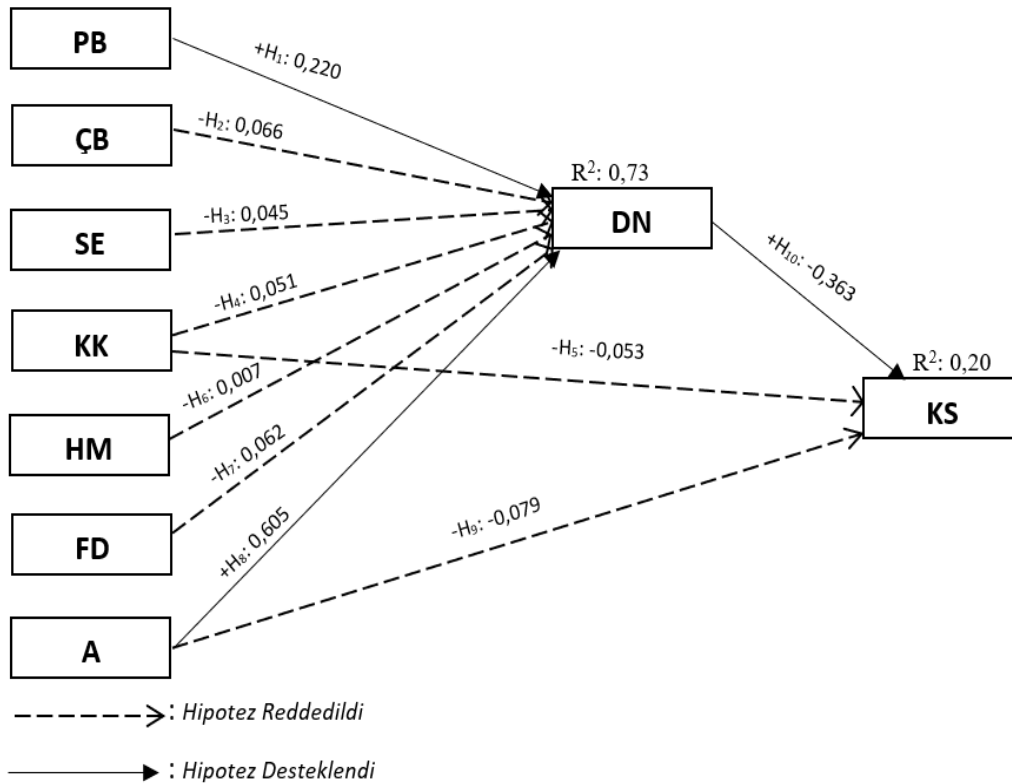 PB
+H₁: 0,220
ÇB
-H₂: 0,066
R²: 0,73
SE
-H₃: 0,045
DN
+H₁₀: -0,363
KK
-H₄: 0,051
-H₅: -0,053
R²: 0,20
KS
HM
-H₆: 0,007
-H₇: 0,062
FD
+H₈: 0,605
-H₉: -0,079
A
: Hipotez Reddedildi
: Hipotez Desteklendi